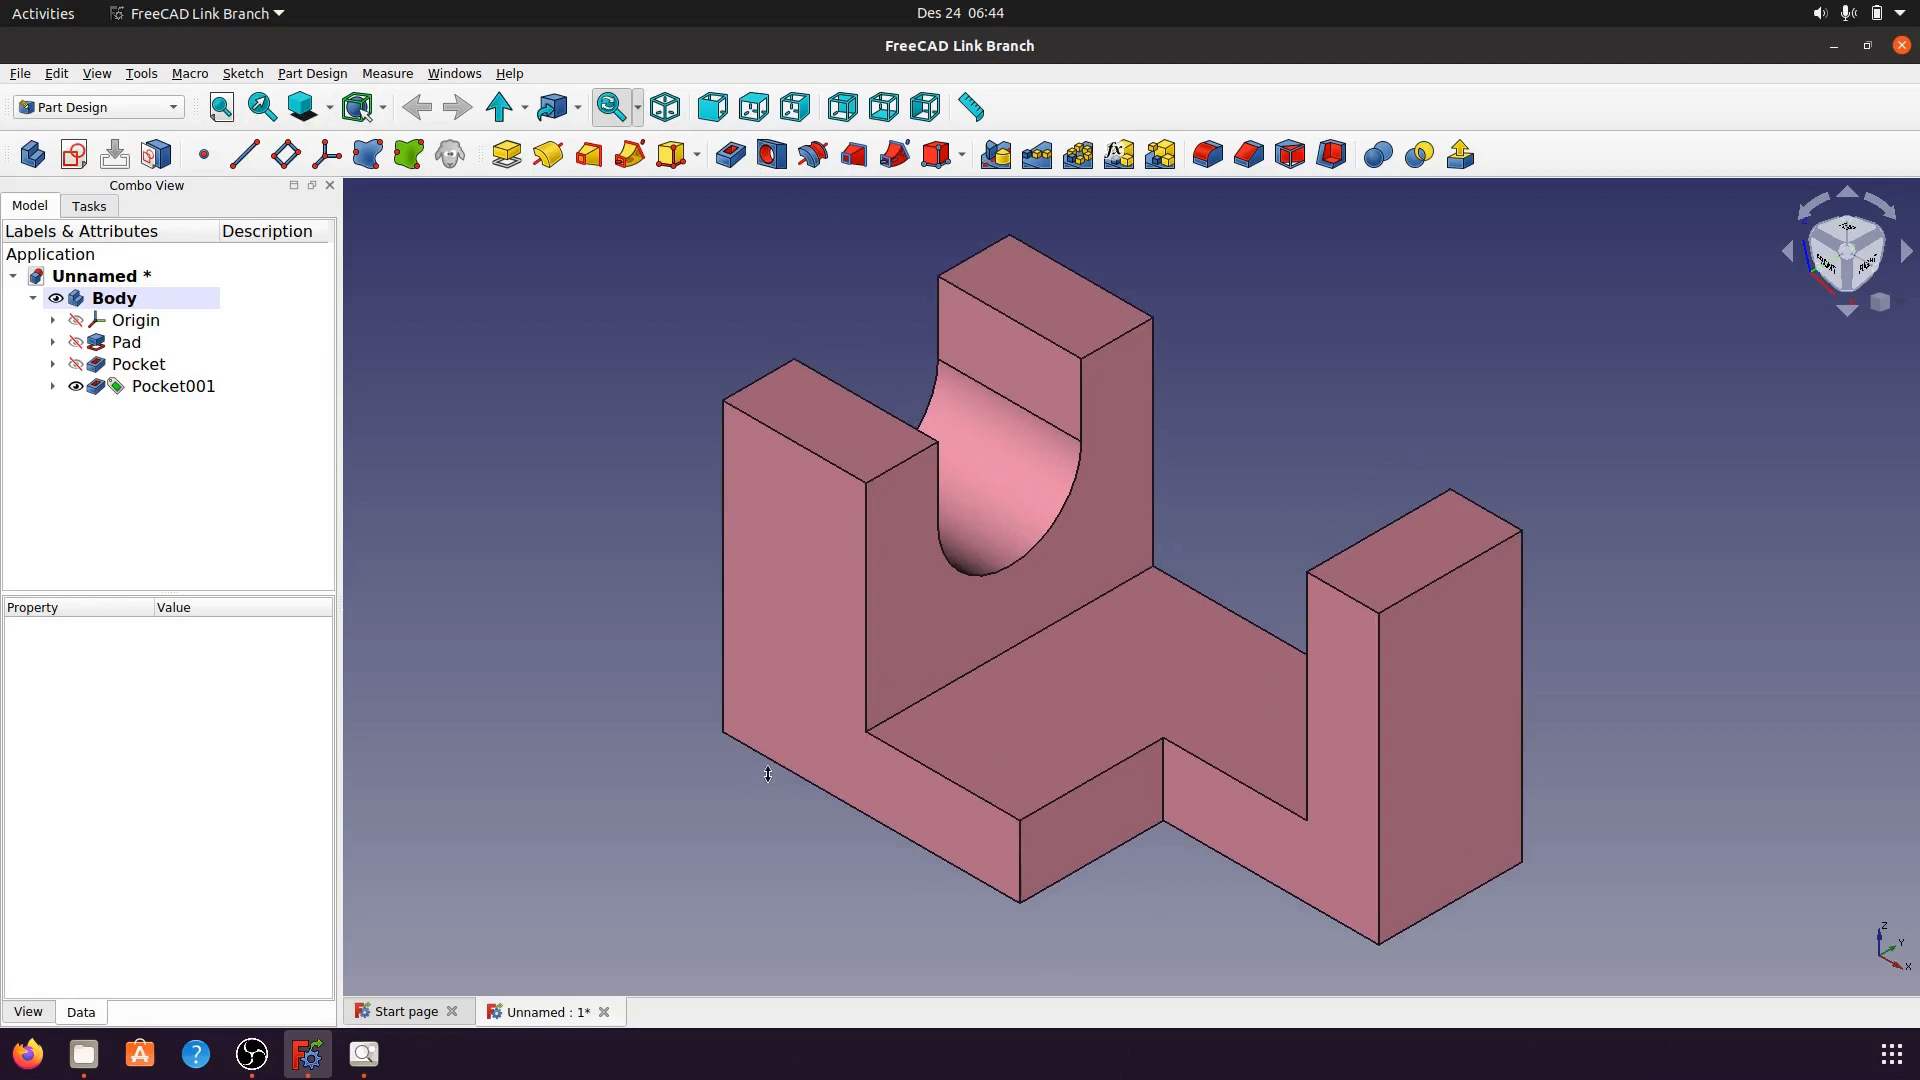 Activities FreeCAD Link Branch Des 24 06:44
FreeCAD Link Branch
File Edit View Tools Macro Sketch Part Design Measure Windows Help
Part Design
Combo View
Model Tasks
Labels & Attributes Description
Application
Unnamed *
Body
Origin
Pad
Pocket
Pocket001
Property Value
View Data
Start page Unnamed : 1*
FRONT RIGHT
Z
Y
X